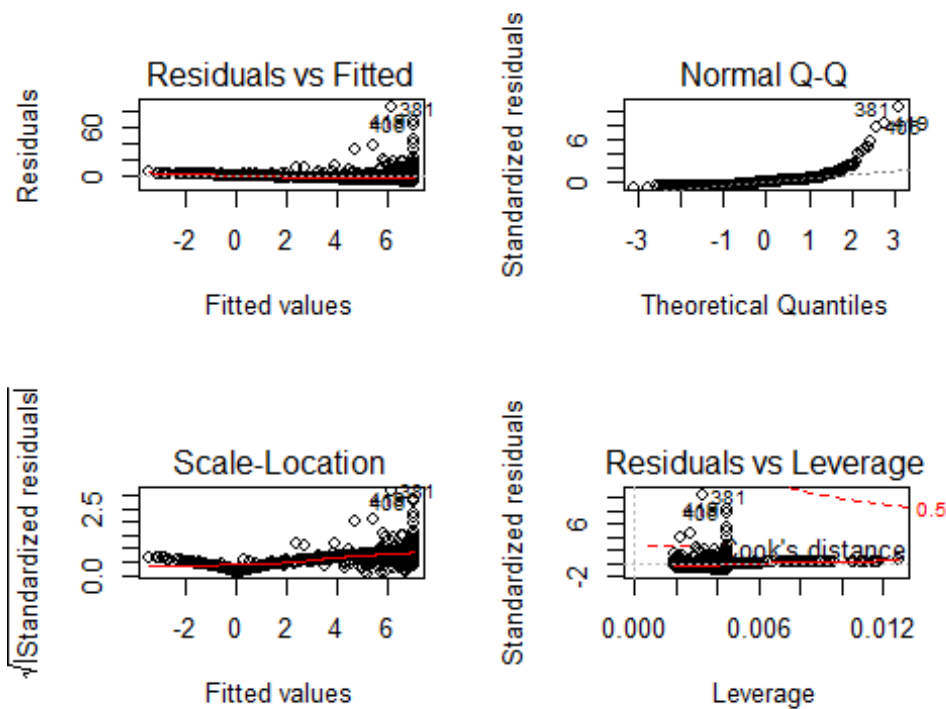 Residuals vs Fitted
Residuals
60
0
381
-2 0 2 4 6
Fitted values
Normal Q-Q
Standardized residuals
6
0
381
-3 -1 0 1 2 3
Theoretical Quantiles
Scale-Location
√|Standardized residuals|
2.5
0.0
381
-2 0 2 4 6
Fitted values
Residuals vs Leverage
Standardized residuals
6
-2
381
Cook's distance
0.5
0.000 0.006 0.012
Leverage